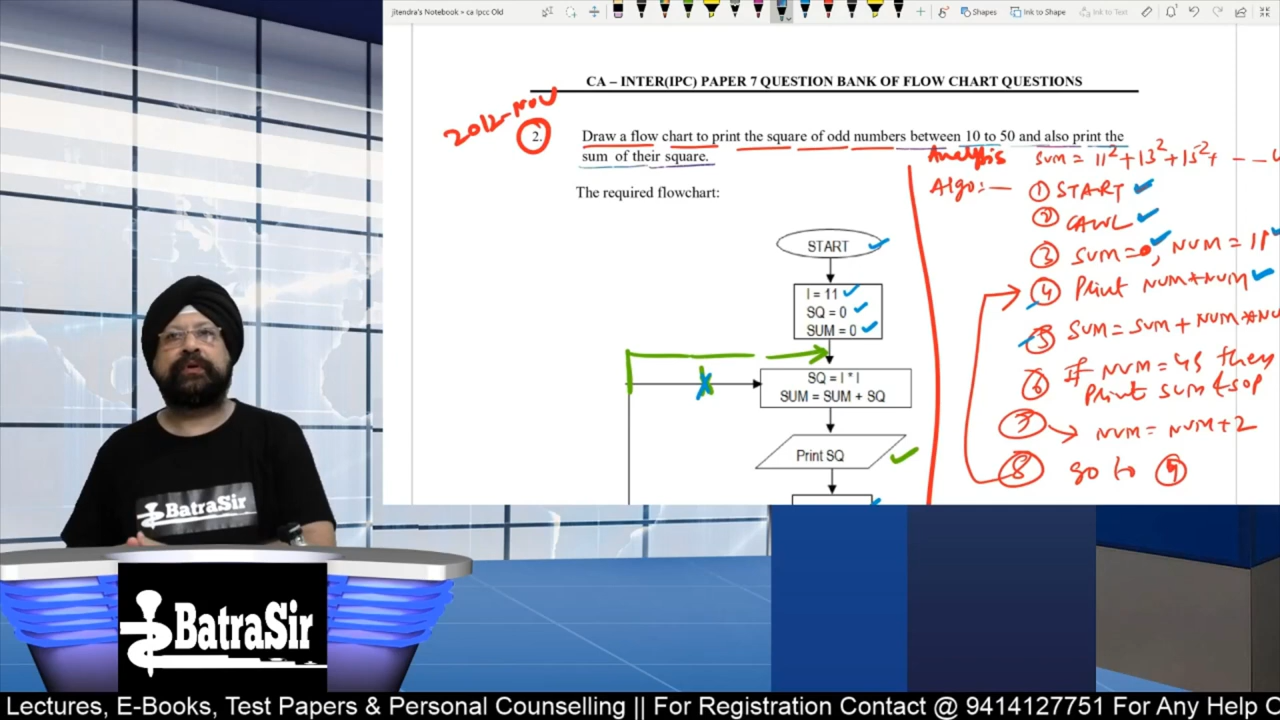 jitendra's Notebook » ca Ipcc Old
Shapes
Ink to Shape
Ink to Text
CA – INTER(IPC) PAPER 7 QUESTION BANK OF FLOW CHART QUESTIONS
2012-NOV
2. Draw a flow chart to print the square of odd numbers between 10 to 50 and also print the
sum of their square.
The required flowchart:
START
I = 11
SQ = 0
SUM = 0
SQ = I * I
SUM = SUM + SQ
Print SQ
Analysis SUM = 11² + 13² + 15² + - - -
Algo:— ① START
② CAWL
③ SUM=0, NUM = 11
④ Print NUM*NUM
⑤ SUM = SUM + NUM * NU
⑥ If NUM = 49 then
Print SUM & stop
⑦ → NUM = NUM+2
⑧ go to ④
BatraSir
BatraSir
Lectures, E-Books, Test Papers & Personal Counselling || For Registration Contact @ 9414127751 For Any Help C